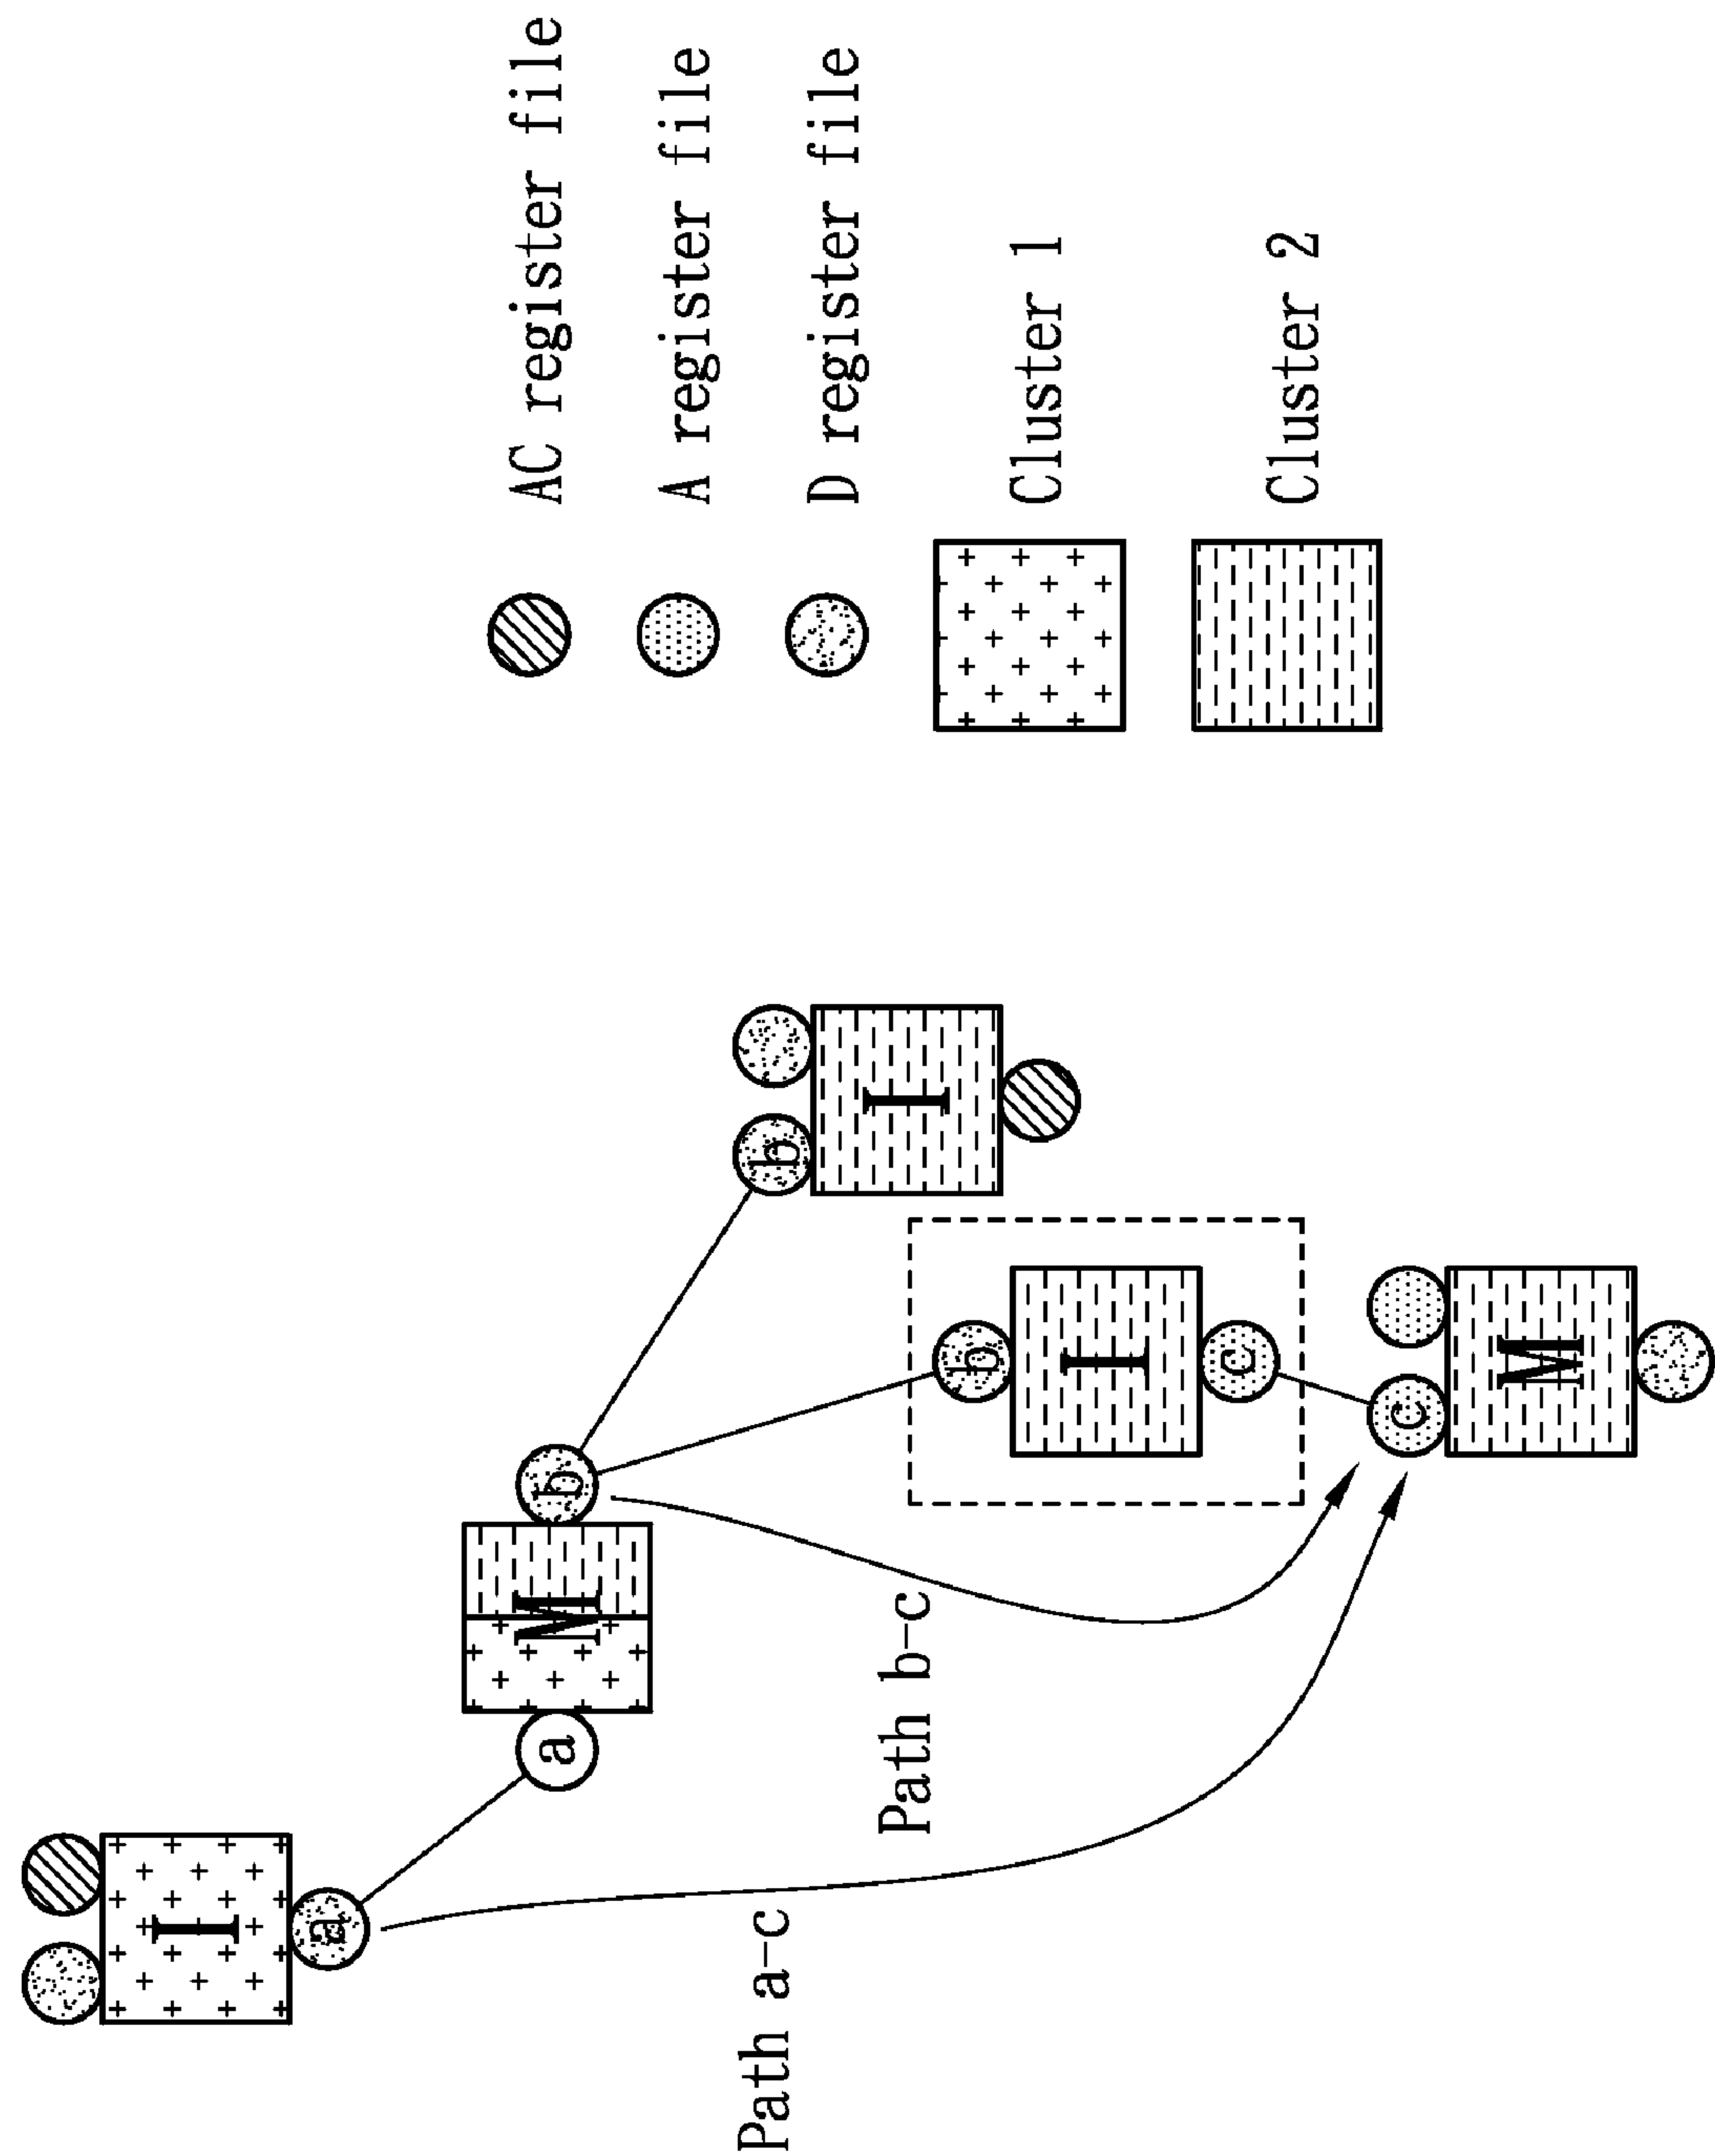 I
a
a
M
b
b
I
b
I
c
c
M
Path a-c
Path b-c
AC register file
A register file
D register file
Cluster 1
Cluster 2